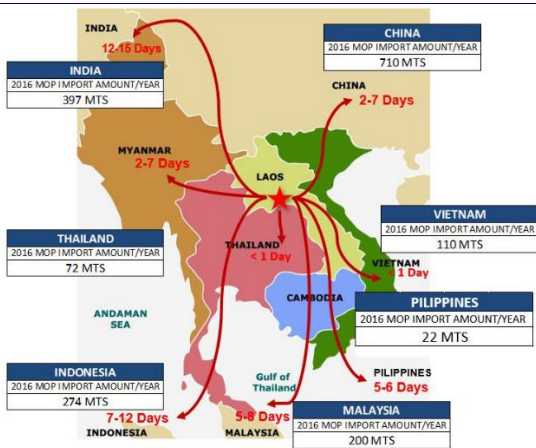 INDIA
12-15 Days
CHINA
2016 MOP IMPORT AMOUNT/YEAR
710 MTS
INDIA
2016 MOP IMPORT AMOUNT/YEAR
397 MTS
CHINA
2-7 Days
MYANMAR
2-7 Days
LAOS
VIETNAM
2016 MOP IMPORT AMOUNT/YEAR
110 MTS
THAILAND
2016 MOP IMPORT AMOUNT/YEAR
72 MTS
THAILAND
< 1 Day
VIETNAM
< 1 Day
CAMBODIA
PILIPPINES
2016 MOP IMPORT AMOUNT/YEAR
22 MTS
ANDAMAN
SEA
INDONESIA
2016 MOP IMPORT AMOUNT/YEAR
274 MTS
Gulf of
Thailand
PILIPPINES
5-6 Days
7-12 Days
INDONESIA
5-8 Days
MALAYSIA
MALAYSIA
2016 MOP IMPORT AMOUNT/YEAR
200 MTS